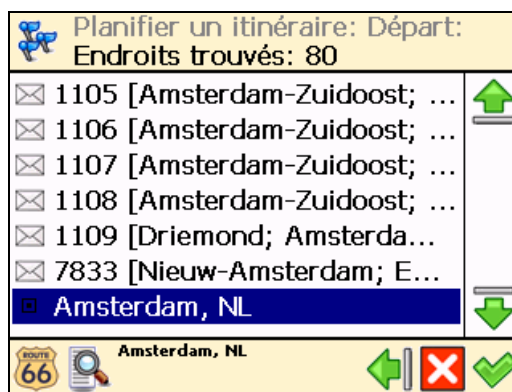 Planifier un itinéraire: Départ:
Endroits trouvés: 80
1105 [Amsterdam-Zuidoost; ...
1106 [Amsterdam-Zuidoost; ...
1107 [Amsterdam-Zuidoost; ...
1108 [Amsterdam-Zuidoost; ...
1109 [Driemond; Amsterda...
7833 [Nieuw-Amsterdam; E...
Amsterdam, NL
ROUTE
66
Amsterdam, NL